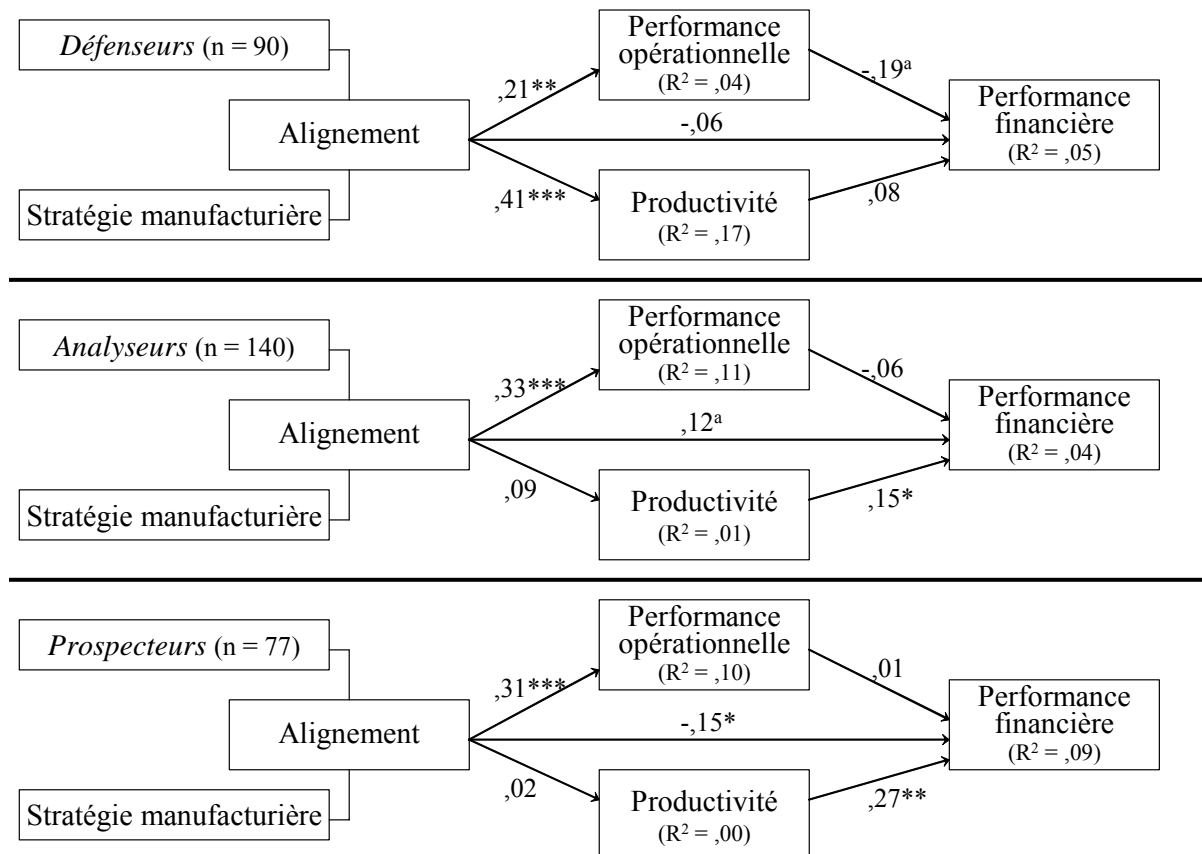 Défenseurs (n = 90)
Performance
opérationnelle
(R² = ,04)
-,19ᵃ
,21**
Alignement
-,06
Performance
financière
(R² = ,05)
,41***
Stratégie manufacturière
Productivité
(R² = ,17)
,08
Analyseurs (n = 140)
Performance
opérationnelle
(R² = ,11)
-,06
,33***
Alignement
,12ᵃ
Performance
financière
(R² = ,04)
,09
Stratégie manufacturière
Productivité
(R² = ,01)
,15*
Prospecteurs (n = 77)
Performance
opérationnelle
(R² = ,10)
,01
,31***
Alignement
-,15*
Performance
financière
(R² = ,09)
,02
Stratégie manufacturière
Productivité
(R² = ,00)
,27**